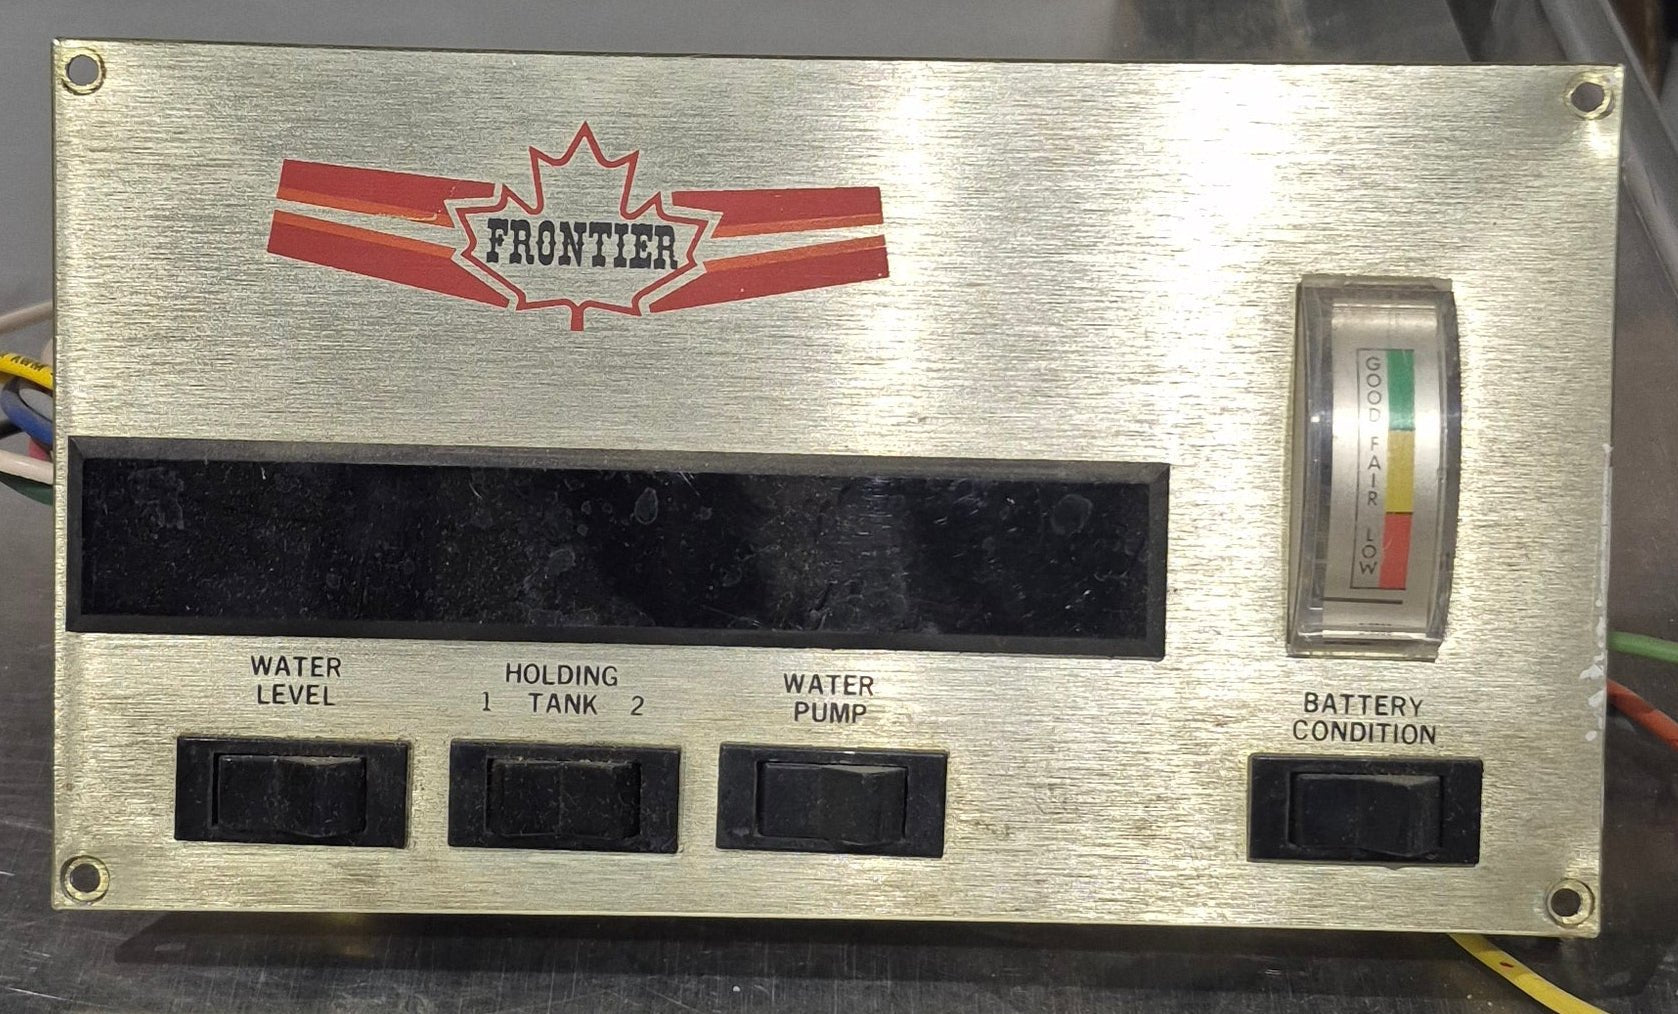 FRONTIER
GOOD FAIR LOW
WATER
LEVEL
HOLDING
1 TANK 2
WATER
PUMP
BATTERY
CONDITION